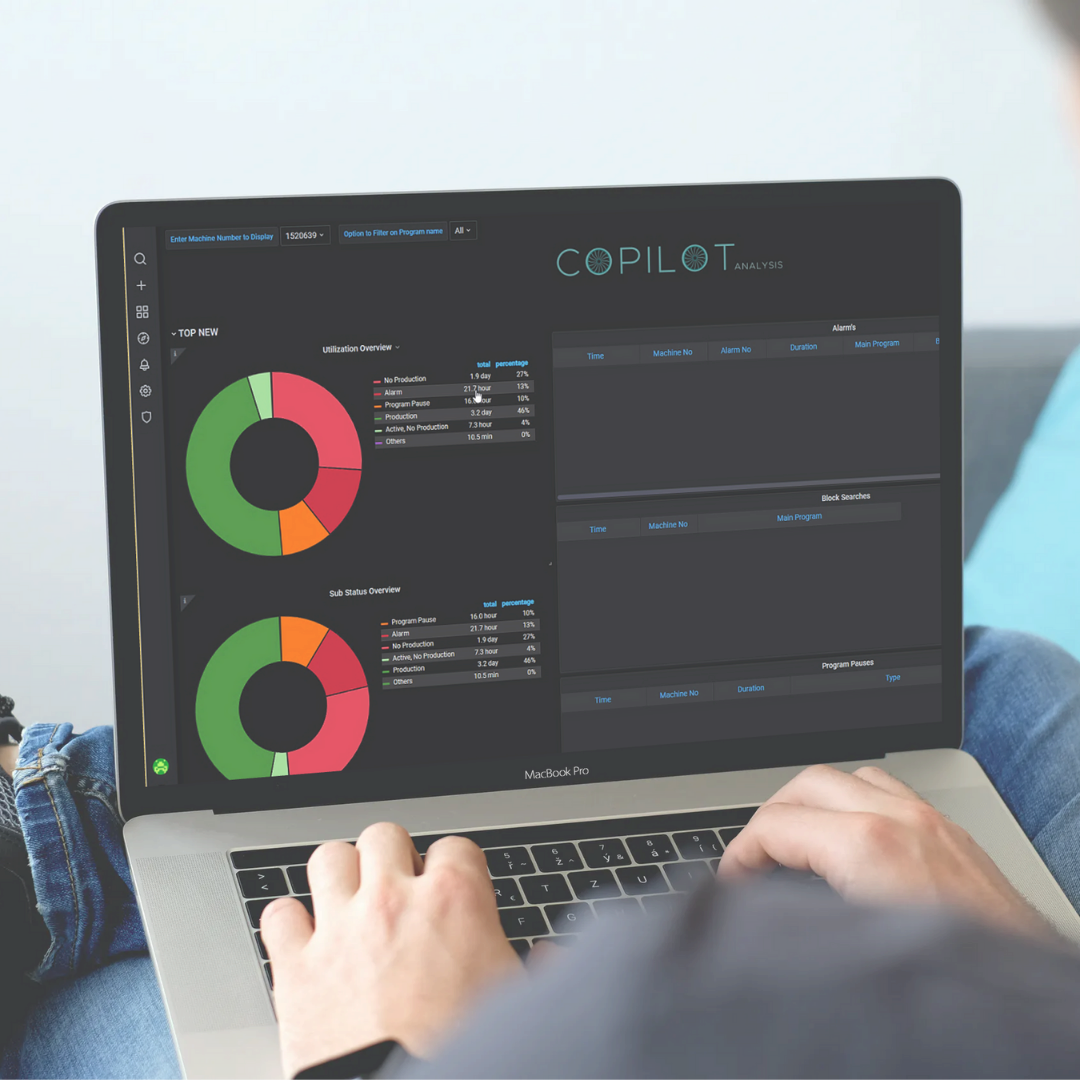 Enter Machine Number to Display 1520639 Option to Filter on Program name All
COPILOT ANALYSIS
TOP NEW
Utilization Overview
total percentage
No Production 1.9 day 27%
Alarm 21.7 hour 13%
Program Pause hour 10%
Production 3.2 day 46%
Active, No Production 7.3 hour 4%
Others 10.5 min 0%
Sub Status Overview
total percentage
Program Pause 16.0 hour 10%
Alarm 21.7 hour 13%
No Production 1.9 day 27%
Active, No Production 7.3 hour 4%
Production 3.2 day 46%
Others 10.5 min 0%
Alarm's
Time Machine No Alarm No Duration Main Program
Block Searches
Time Machine No Main Program
Program Pauses
Time Machine No Duration Type
MacBook Pro
> <
5 ř ~ 6 ž ^ 7 ý & 8 á * 9 í (
R € T Z U I
F G